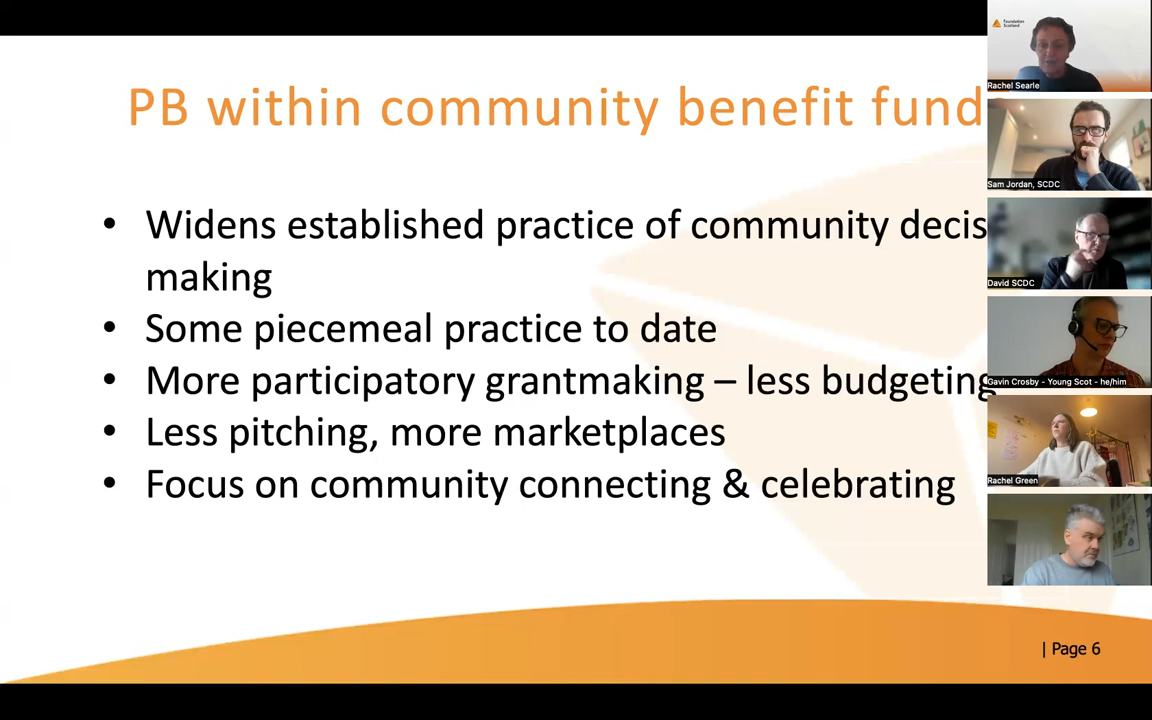 PB within community benefit fund
• Widens established practice of community decis
making
• Some piecemeal practice to date
• More participatory grantmaking – less budgeting
• Less pitching, more marketplaces
• Focus on community connecting & celebrating
| Page 6
Foundation
Scotland
Rachel Searle
Sam Jordan, SCDC
David SCDC
Gavin Crosby - Young Scot - he/him
Rachel Green